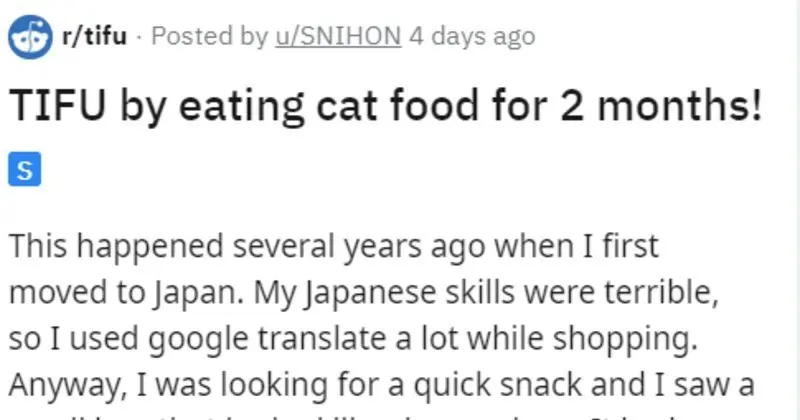 r/tifu · Posted by u/SNIHON 4 days ago
TIFU by eating cat food for 2 months!
S
This happened several years ago when I first
moved to Japan. My Japanese skills were terrible,
so I used google translate a lot while shopping.
Anyway, I was looking for a quick snack and I saw a